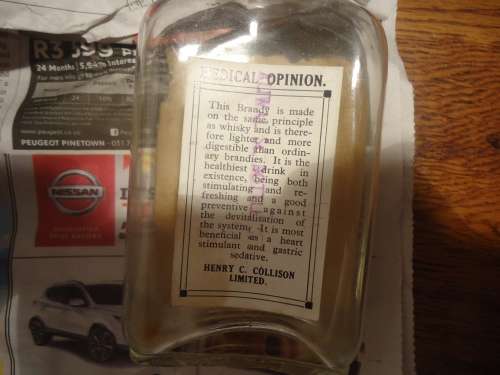 MEDICAL OPINION.
This Brandy is made
on the same principle
as whisky and is there-
fore lighter and more
digestible than ordin-
ary brandies. It is the
healthiest drink in
existence, being both
stimulating and re-
freshing and a good
preventive against
the devitalisation of
the system. It is most
beneficial as a heart
stimulant and gastric
sedative.
HENRY C. COLLISON
LIMITED.
24 Months
PEUGEOT PINETOWN
NISSAN